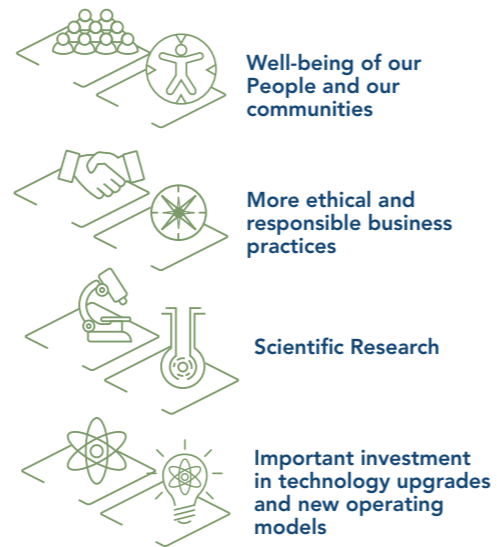 Well-being of our
People and our
communities
More ethical and
responsible business
practices
Scientific Research
Important investment
in technology upgrades
and new operating
models